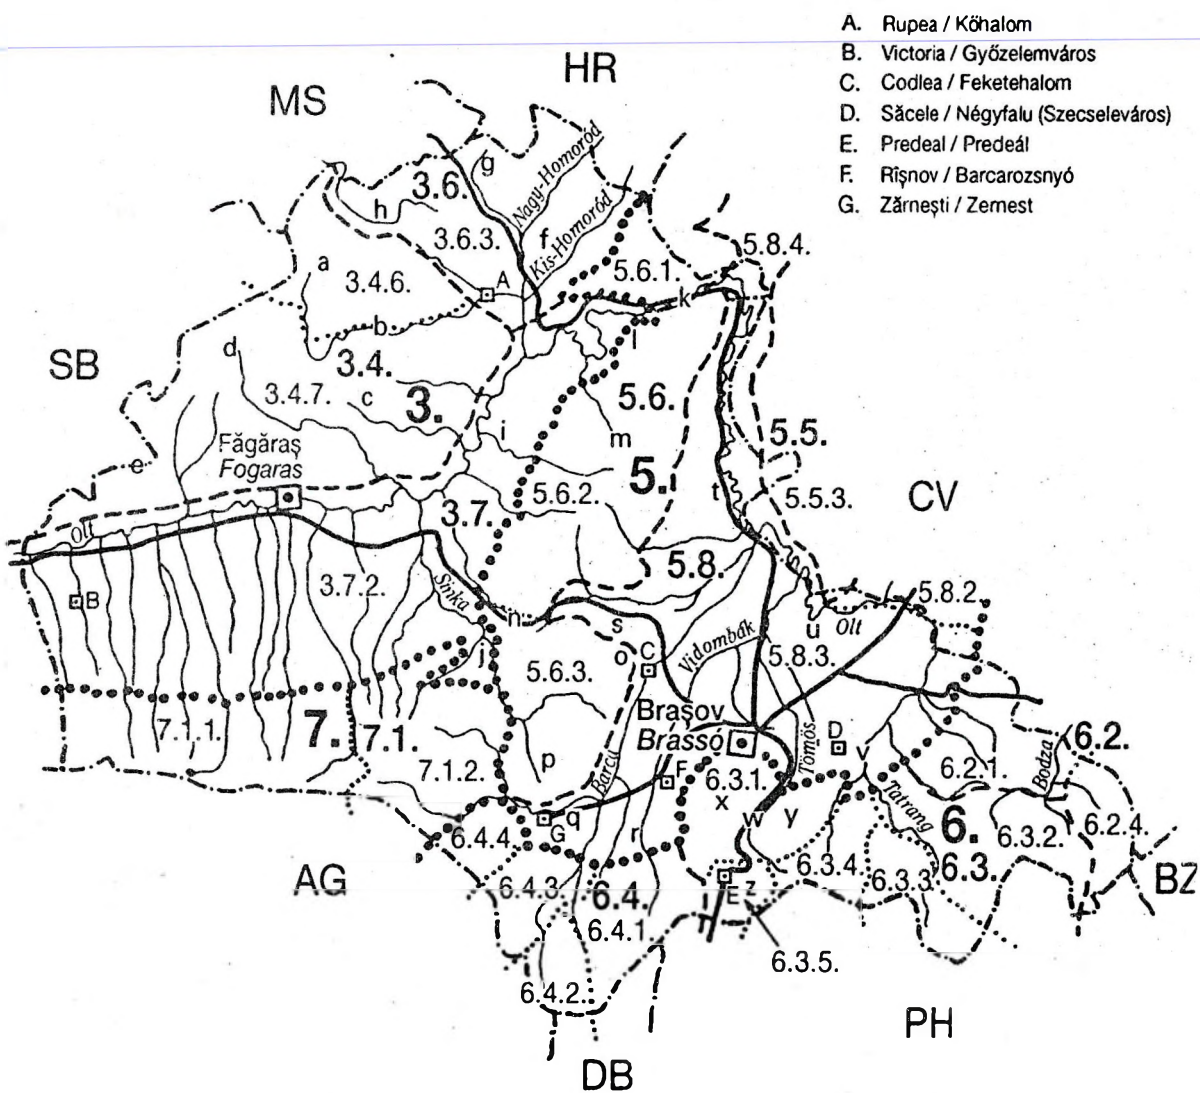 A. Rupea / Kőhalom
B. Victoria / Győzelemváros
C. Codlea / Feketehalom
D. Săcele / Négyfalu (Szecseleváros)
E. Predeal / Predeál
F. Rîşnov / Barcarozsnyó
G. Zărneşti / Zernest
HR
MS
g
3.6.
Nagy-Homoród
h
3.6.3.
f
Kis-Homoród
5.8.4.
a
5.6.1.
3.4.6.
A
k
b
l
SB
d
3.4.
3.4.7.
c
3.
5.6.
i
m
5.5.
Făgăraş
Fogaras
e
5.
5.6.2.
t
5.5.3.
CV
Olt
3.7.
5.8.
B
3.7.2.
Sinka
n
s
u
Olt
5.8.2.
Vidombák
j
5.6.3.
o
C
5.8.3.
7.1.1.
7.
7.1.
Braşov
Brassó
Tömös
D
v
6.2.
Bodza
7.1.2.
p
Barca
F
6.3.1.
x
6.2.1.
Tatrang
w
y
6.
6.4.4.
G
q
r
6.3.2.
6.2.4.
6.3.4.
6.3.3.
6.3.
AG
6.4.3.
6.4.
E
z
BZ
6.4.1.
6.3.5.
6.4.2.
PH
DB